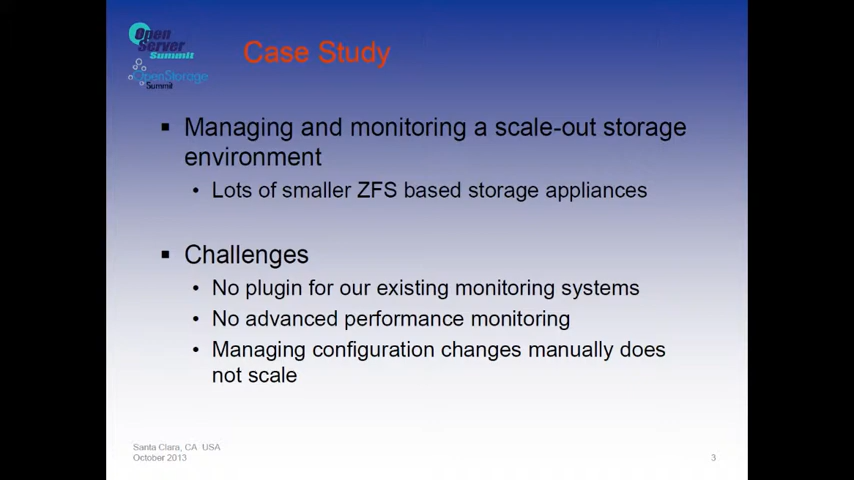 Open
Server
Summit
OpenStorage
Summit
Case Study
▪ Managing and monitoring a scale-out storage
environment
• Lots of smaller ZFS based storage appliances
▪ Challenges
• No plugin for our existing monitoring systems
• No advanced performance monitoring
• Managing configuration changes manually does
not scale
Santa Clara, CA USA
October 2013
3